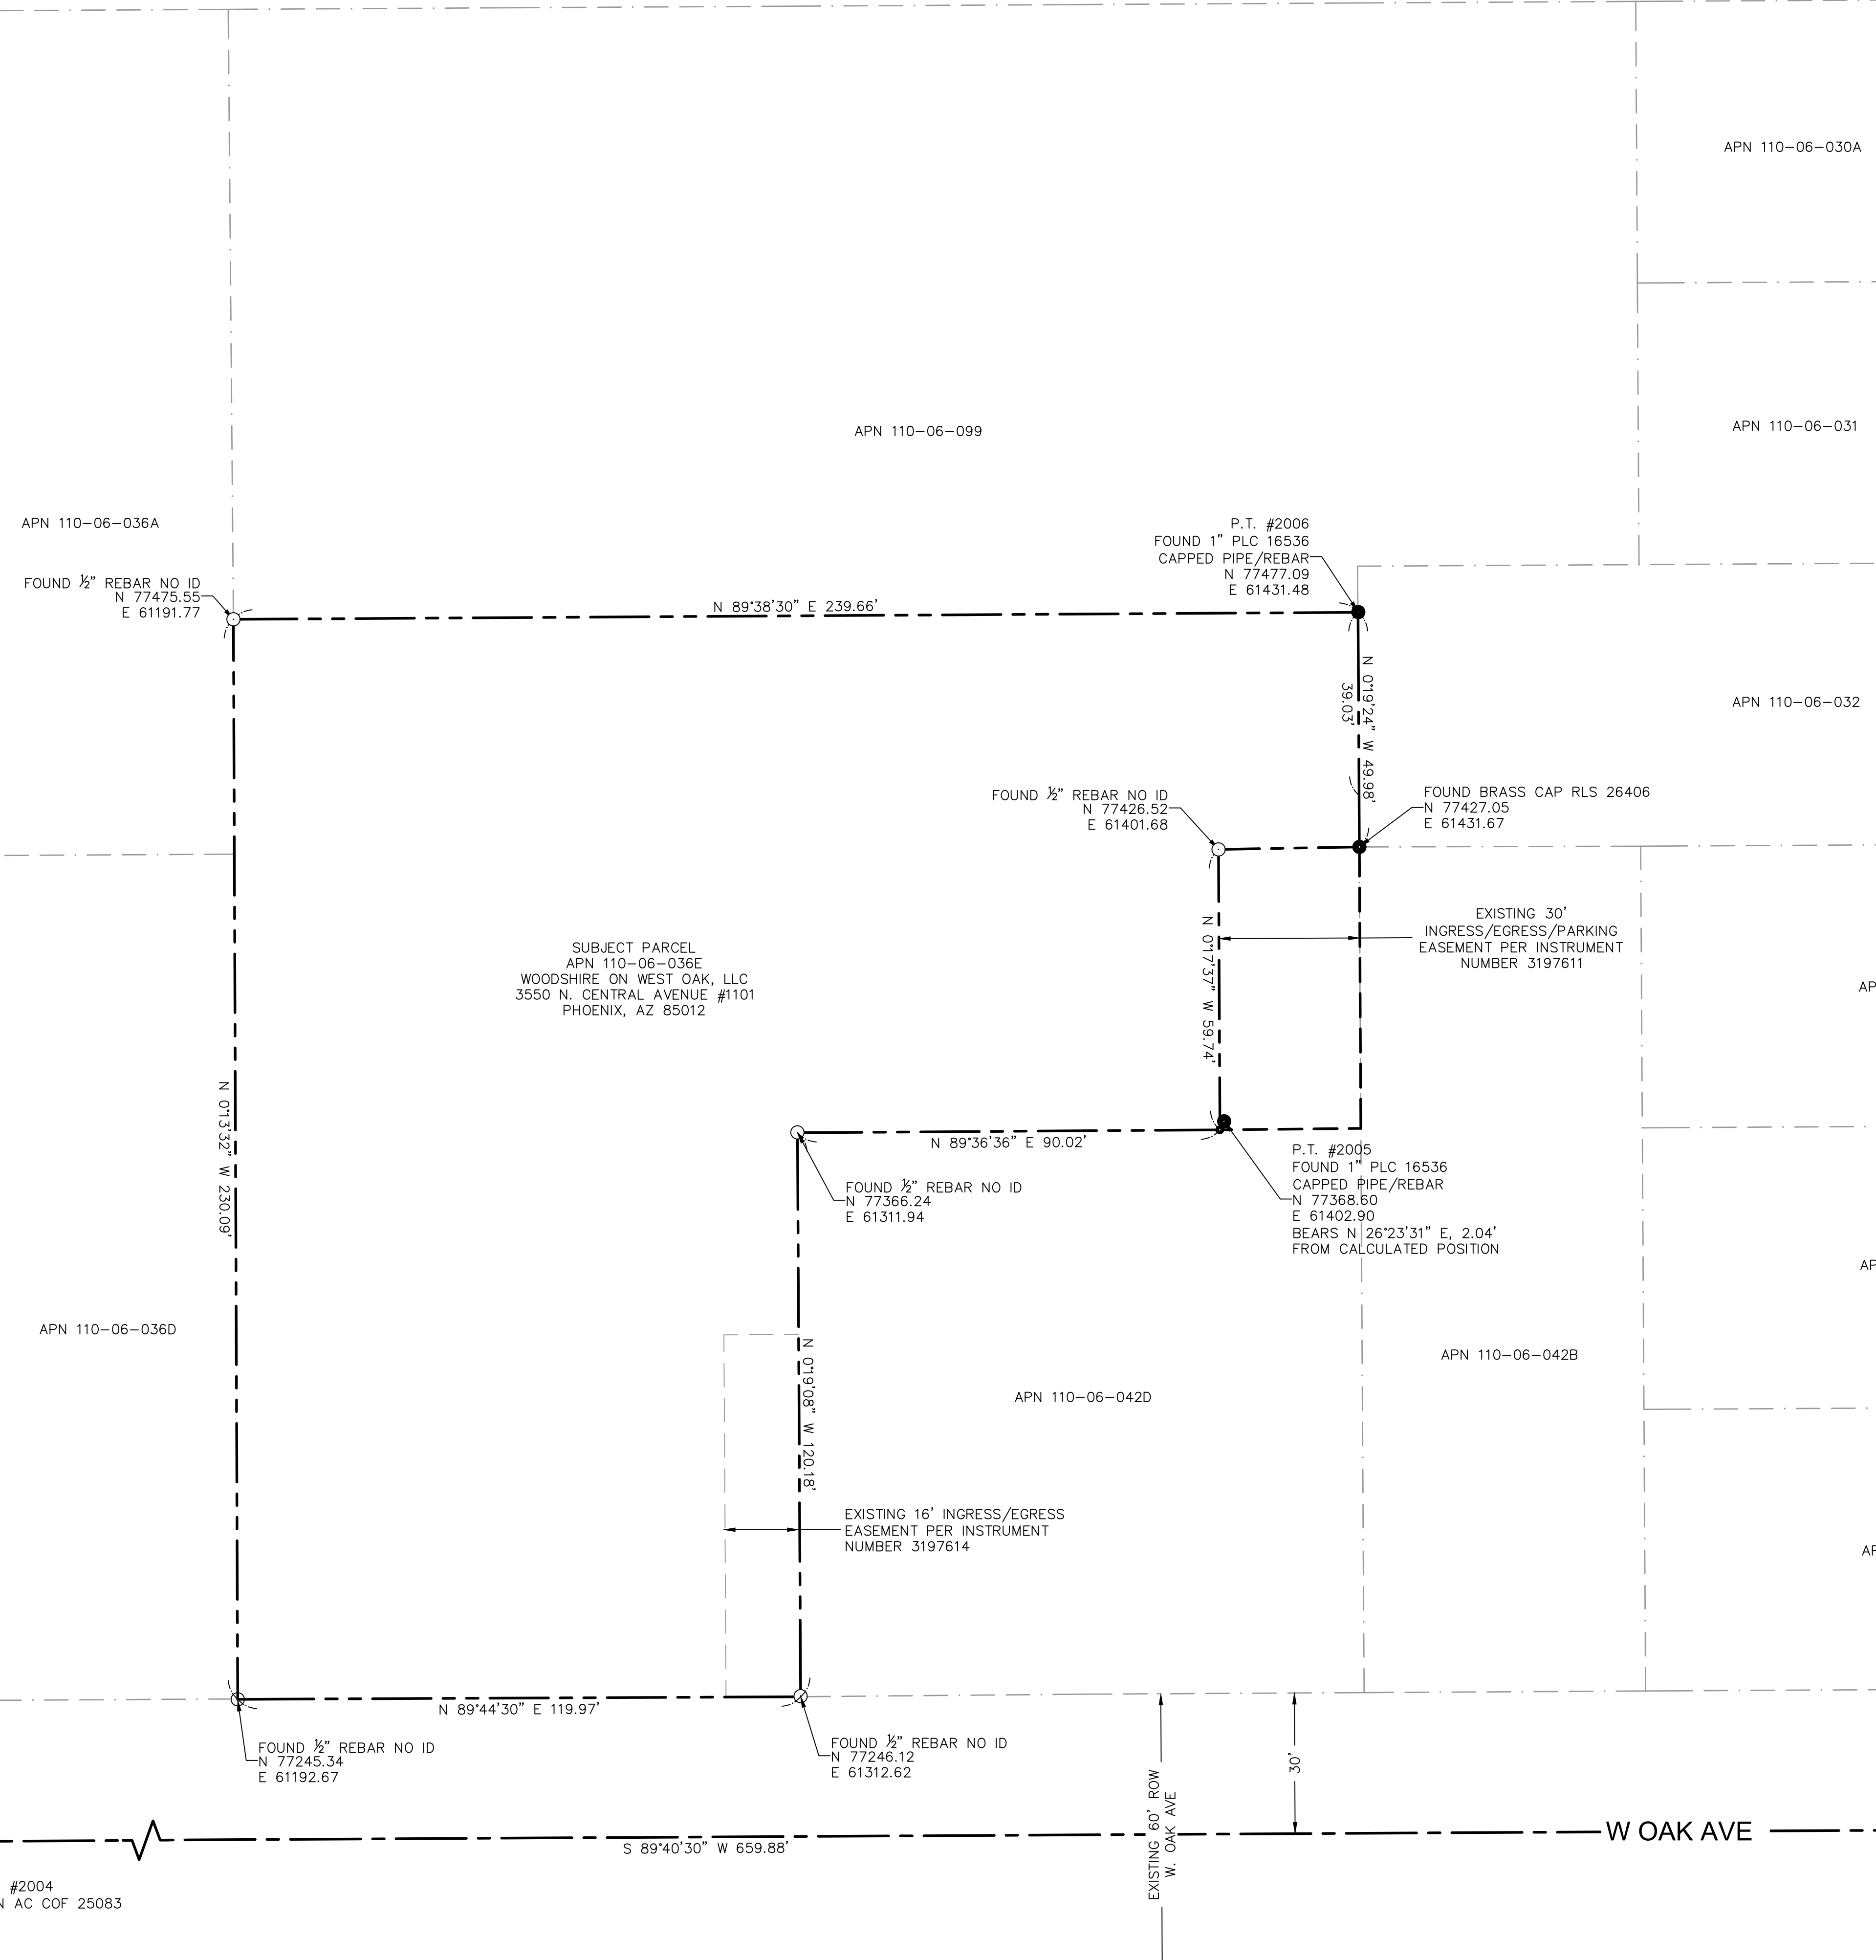 APN 110-06-030A
APN 110-06-031
APN 110-06-099
APN 110-06-036A
P.T. #2006
FOUND 1" PLC 16536
CAPPED PIPE/REBAR
N 77477.09
E 61431.48
FOUND ½" REBAR NO ID
N 77475.55
E 61191.77
N 89°38'30" E 239.66'
N 0°19'24" W 49.98'
39.03'
APN 110-06-032
FOUND ½" REBAR NO ID
N 77426.52
E 61401.68
FOUND BRASS CAP RLS 26406
N 77427.05
E 61431.67
EXISTING 30'
INGRESS/EGRESS/PARKING
EASEMENT PER INSTRUMENT
NUMBER 3197611
SUBJECT PARCEL
APN 110-06-036E
WOODSHIRE ON WEST OAK, LLC
3550 N. CENTRAL AVENUE #1101
PHOENIX, AZ 85012
N 0°17'37" W 59.74'
AP
N 0°13'32" W 230.09'
N 89°36'36" E 90.02'
P.T. #2005
FOUND 1" PLC 16536
CAPPED PIPE/REBAR
N 77368.60
E 61402.90
BEARS N 26°23'31" E, 2.04'
FROM CALCULATED POSITION
FOUND ½" REBAR NO ID
N 77366.24
E 61311.94
AP
APN 110-06-036D
N 0°19'08" W 120.18'
APN 110-06-042B
APN 110-06-042D
EXISTING 16' INGRESS/EGRESS
EASEMENT PER INSTRUMENT
NUMBER 3197614
AP
N 89°44'30" E 119.97'
FOUND ½" REBAR NO ID
N 77245.34
E 61192.67
FOUND ½" REBAR NO ID
N 77246.12
E 61312.62
30'
EXISTING 60' ROW
W. OAK AVE
W OAK AVE
S 89°40'30" W 659.88'
#2004
N AC COF 25083